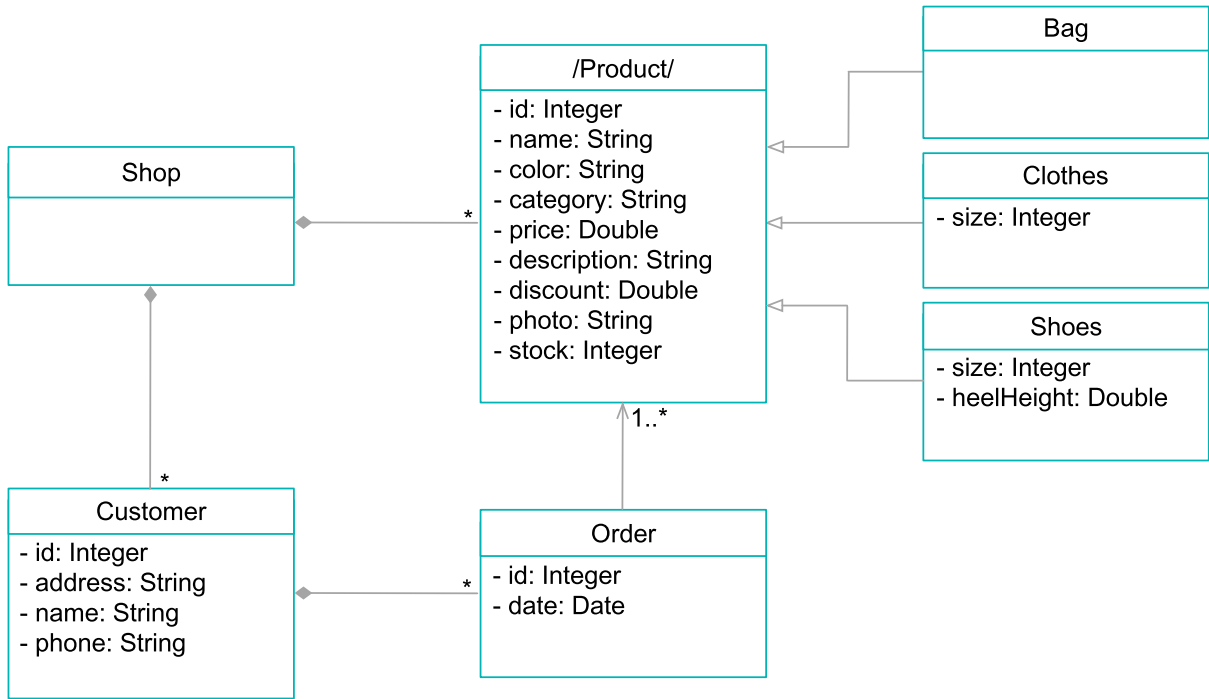 Bag
/Product/
- id: Integer
- name: String
- color: String
- category: String
- price: Double
- description: String
- discount: Double
- photo: String
- stock: Integer
Shop
*
Clothes
- size: Integer
Shoes
- size: Integer
- heelHeight: Double
1..*
*
Customer
- id: Integer
- address: String
- name: String
- phone: String
*
Order
- id: Integer
- date: Date